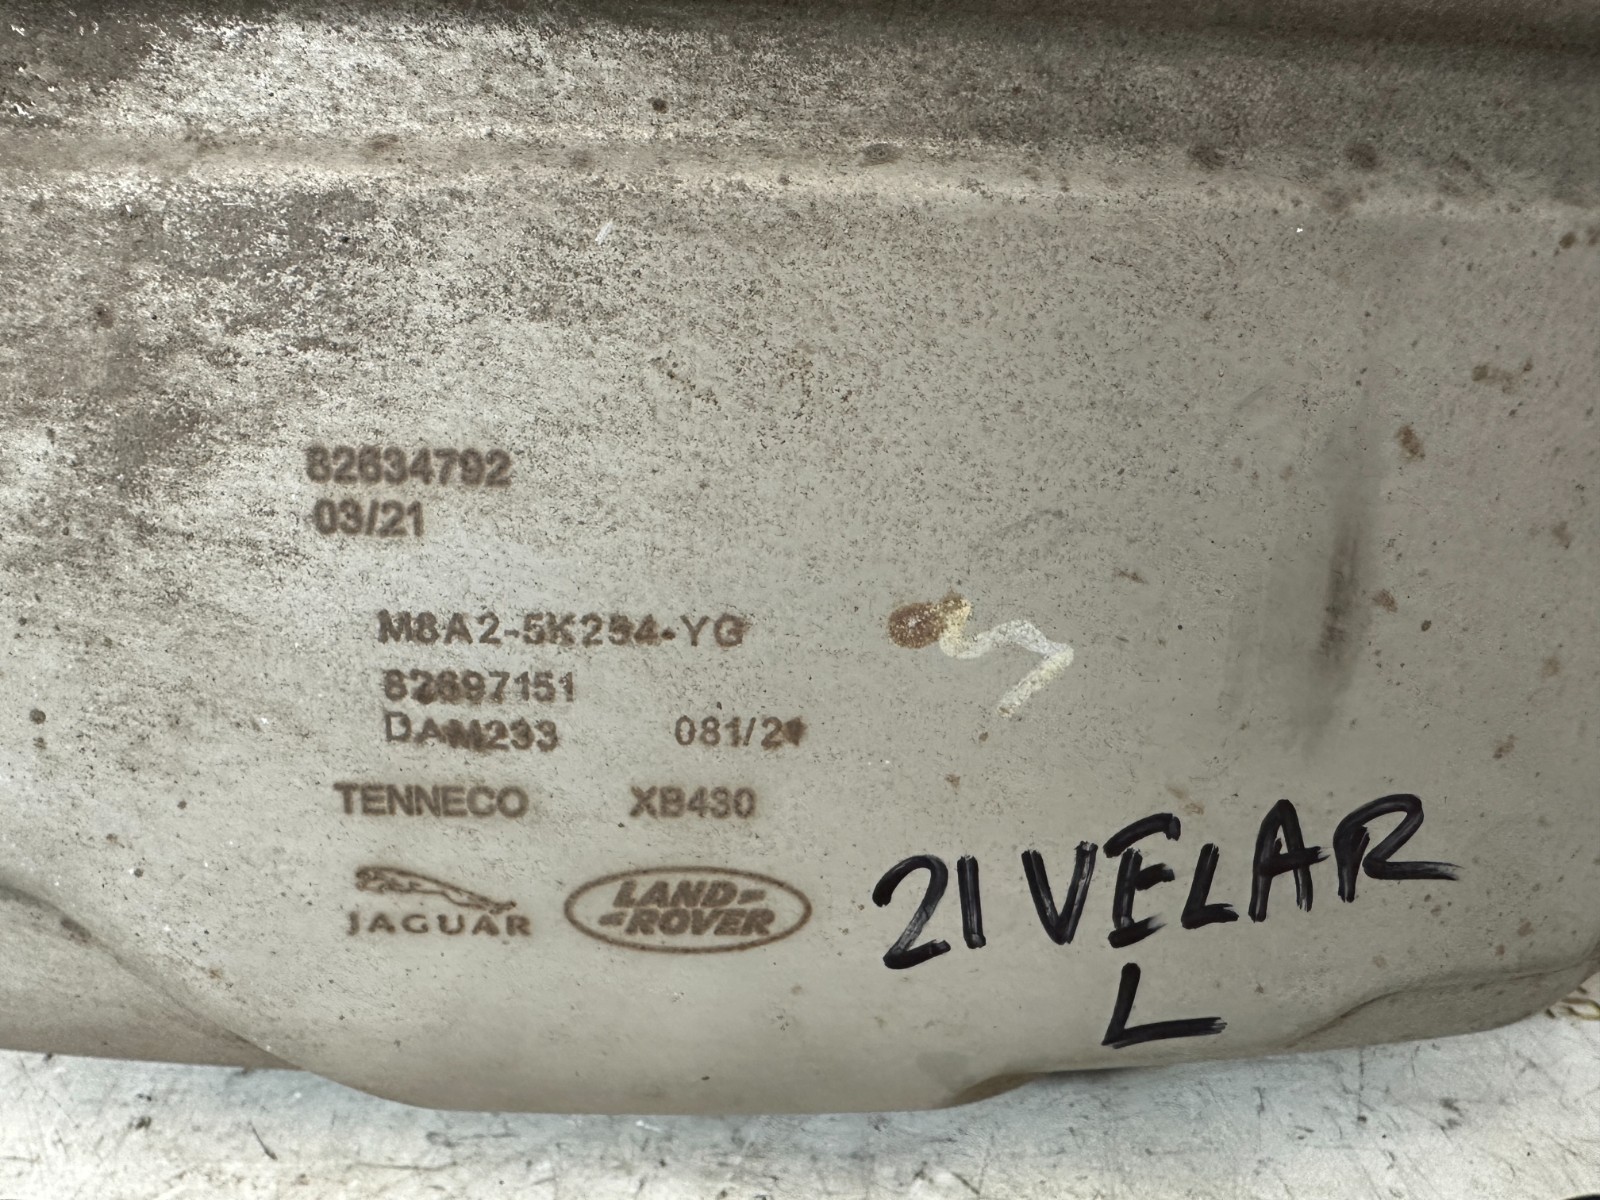 82634792
03/21
M8A2-5K254-YG
82697151
DAM233 081/21
TENNECO XB430
JAGUAR
LAND
ROVER
21 VELAR
L